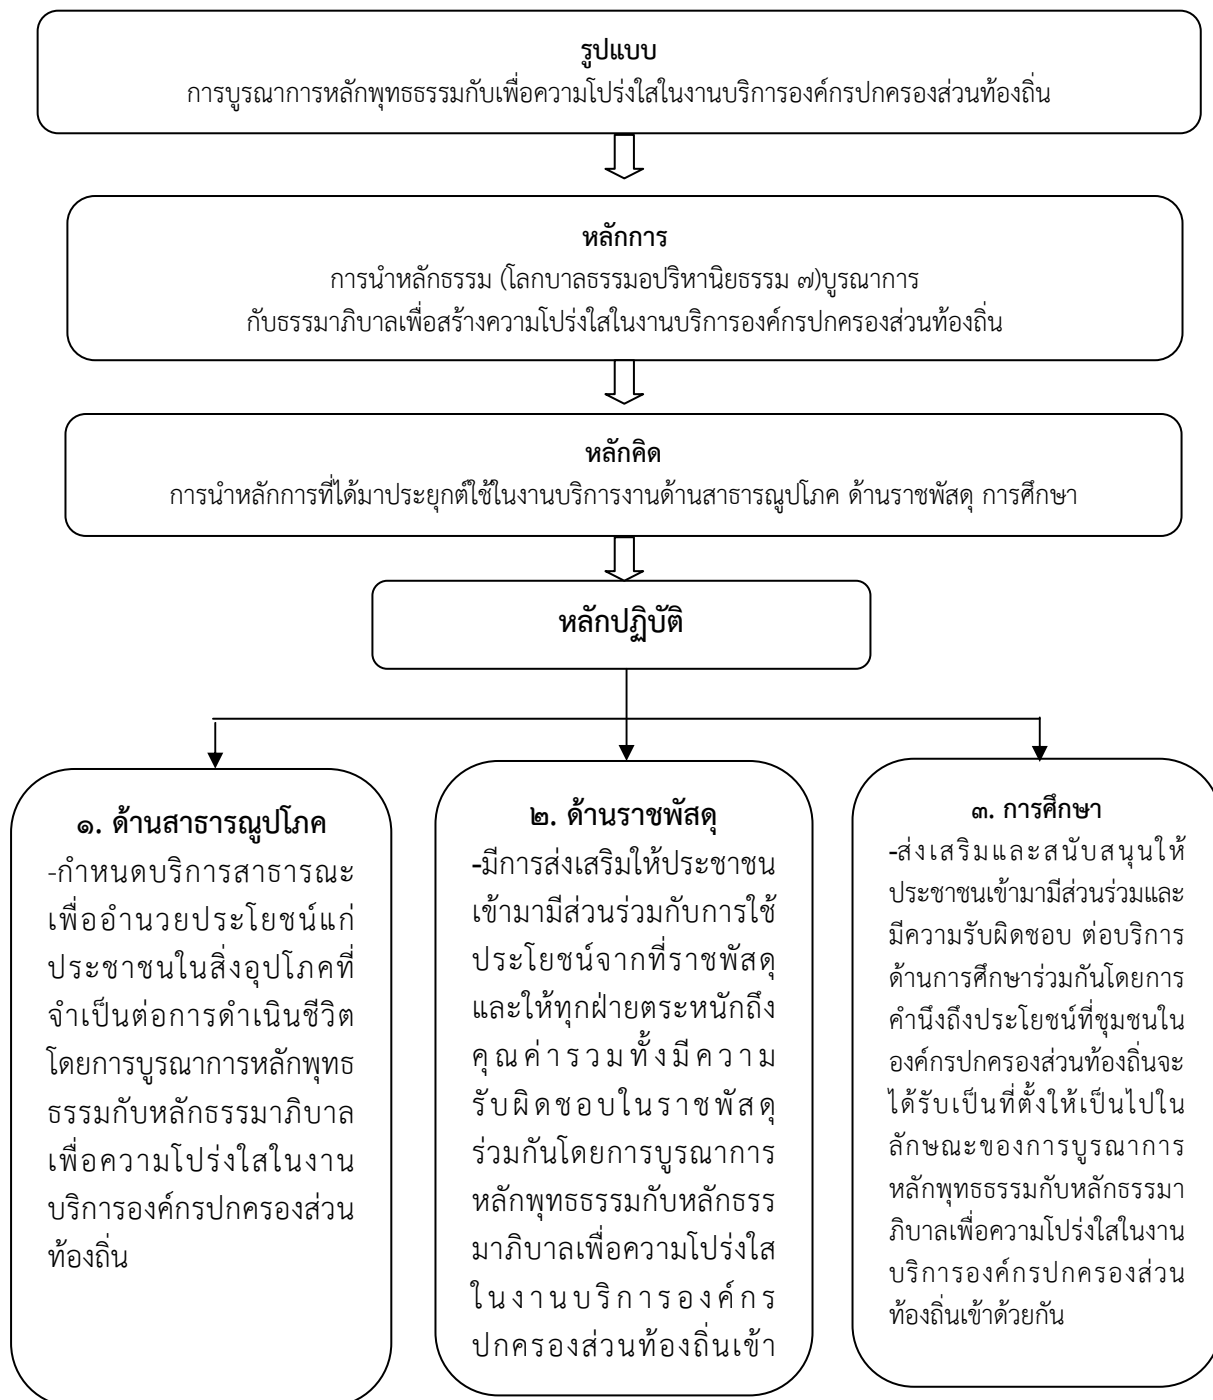 รูปแบบ
การบูรณาการหลักพุทธธรรมกับเพื่อความโปร่งใสในงานบริการองค์กรปกครองส่วนท้องถิ่น
หลักการ
การนำหลักธรรม (โลกบาลธรรมอปริหานิยธรรม ๗)บูรณาการ
กับธรรมาภิบาลเพื่อสร้างความโปร่งใสในงานบริการองค์กรปกครองส่วนท้องถิ่น
หลักคิด
การนำหลักการที่ได้มาประยุกต์ใช้ในงานบริการงานด้านสาธารณูปโภค ด้านราชพัสดุ การศึกษา
หลักปฏิบัติ
๑. ด้านสาธารณูปโภค
-กำหนดบริการสาธารณะ
เพื่ออำนวยประโยชน์แก่
ประชาชนในสิ่งอุปโภคที่
จำเป็นต่อการดำเนินชีวิต
โดยการบูรณาการหลักพุทธ
ธรรมกับหลักธรรมาภิบาล
เพื่อความโปร่งใสในงาน
บริการองค์กรปกครองส่วน
ท้องถิ่น
๒. ด้านราชพัสดุ
-มีการส่งเสริมให้ประชาชน
เข้ามามีส่วนร่วมกับการใช้
ประโยชน์จากที่ราชพัสดุ
และให้ทุกฝ่ายตระหนักถึง
คุณค่ารวมทั้งมีความ
รับผิดชอบในราชพัสดุ
ร่วมกันโดยการบูรณาการ
หลักพุทธธรรมกับหลักธรร
มาภิบาลเพื่อความโปร่งใส
ในงานบริการองค์กร
ปกครองส่วนท้องถิ่นเข้า
๓. การศึกษา
-ส่งเสริมและสนับสนุนให้
ประชาชนเข้ามามีส่วนร่วมและ
มีความรับผิดชอบ ต่อบริการ
ด้านการศึกษาร่วมกันโดยการ
คำนึงถึงประโยชน์ที่ชุมชนใน
องค์กรปกครองส่วนท้องถิ่นจะ
ได้รับเป็นที่ตั้งให้เป็นไปใน
ลักษณะของการบูรณาการ
หลักพุทธธรรมกับหลักธรรมา
ภิบาลเพื่อความโปร่งใสในงาน
บริการองค์กรปกครองส่วน
ท้องถิ่นเข้าด้วยกัน